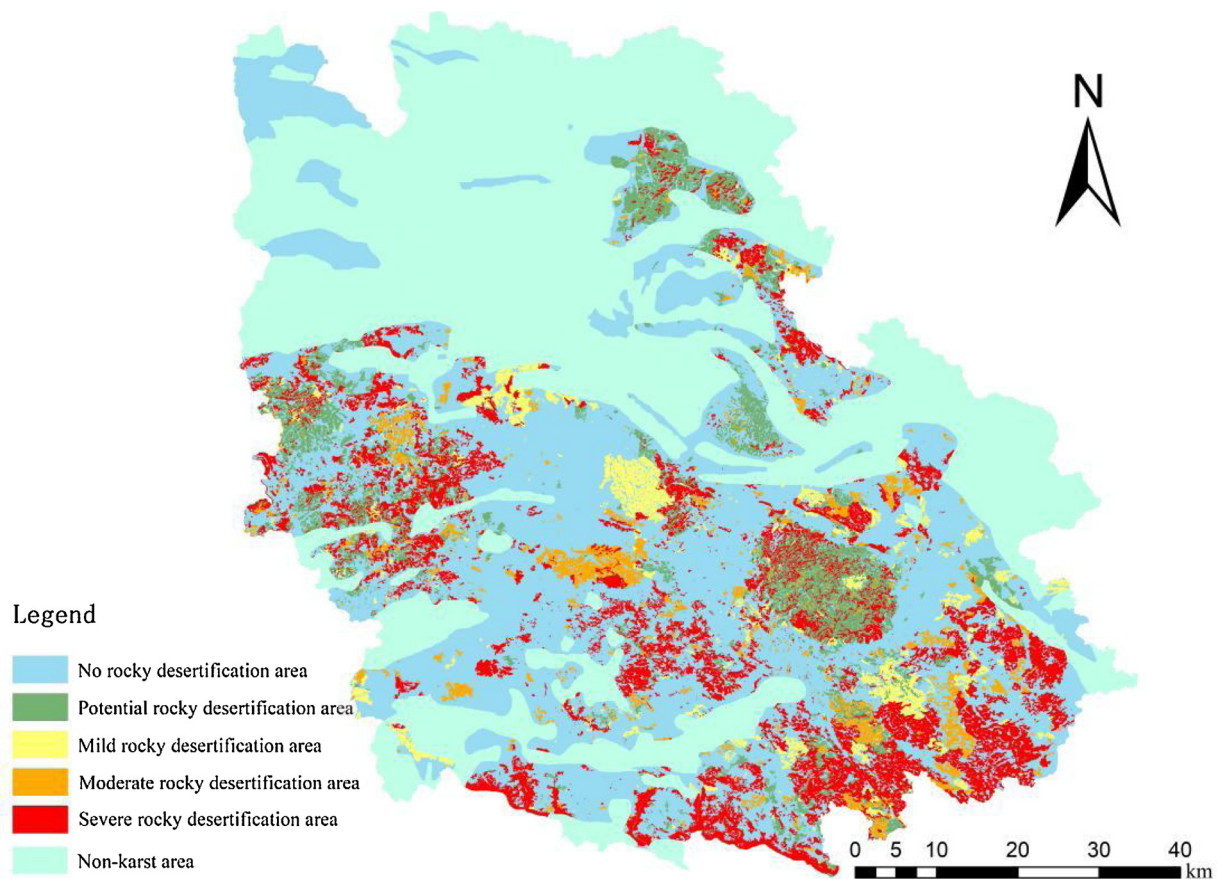 N
Legend
No rocky desertification area
Potential rocky desertification area
Mild rocky desertification area
Moderate rocky desertification area
Severe rocky desertification area
Non-karst area
0 5 10 20 30 40
km